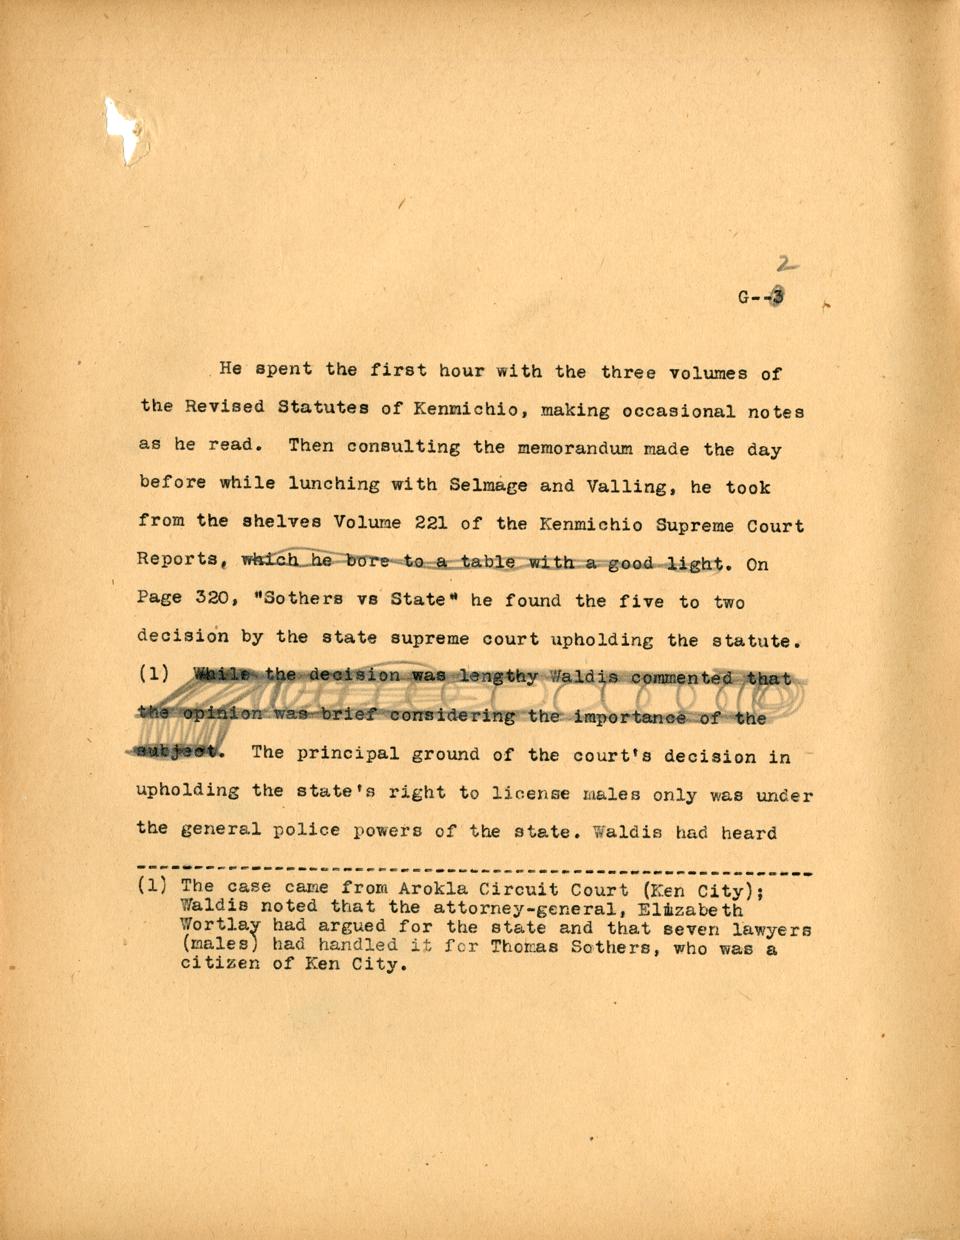 2
G--3
He spent the first hour with the three volumes of
the Revised Statutes of Kenmichio, making occasional notes
as he read. Then consulting the memorandum made the day
before while lunching with Selmage and Valling, he took
from the shelves Volume 221 of the Kenmichio Supreme Court
Reports, which he bore to a table with a good light. On
Page 320, "Sothers vs State" he found the five to two
decision by the state supreme court upholding the statute.
(1) While the decision was lengthy Waldis commented that
the opinion was brief considering the importance of the
subject. The principal ground of the court's decision in
upholding the state's right to license males only was under
the general police powers of the state. Waldis had heard
(1) The case came from Arokla Circuit Court (Ken City);
Waldis noted that the attorney-general, Elizabeth
Wortlay had argued for the state and that seven lawyers
(males) had handled it for Thomas Sothers, who was a
citizen of Ken City.